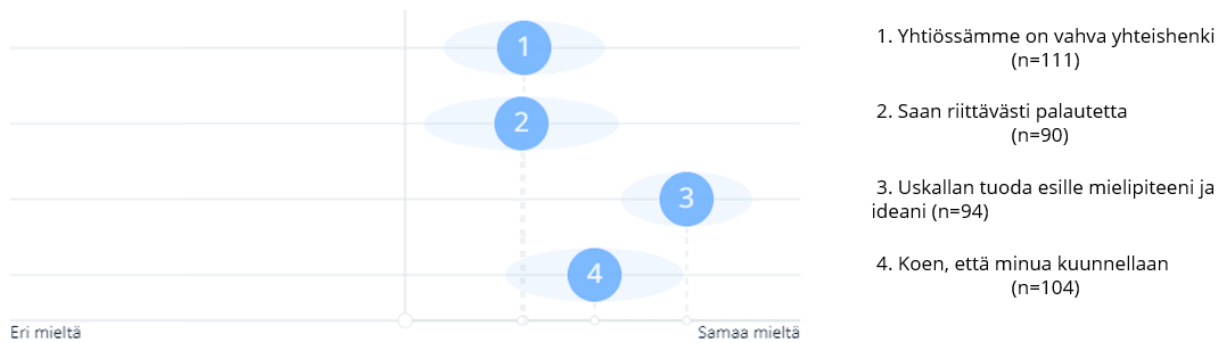 1
2
3
4
Eri mieltä
Samaa mieltä
1. Yhtiössämme on vahva yhteishenki
(n=111)
2. Saan riittävästi palautetta
(n=90)
3. Uskallan tuoda esille mielipiteeni ja
ideani (n=94)
4. Koen, että minua kuunnellaan
(n=104)